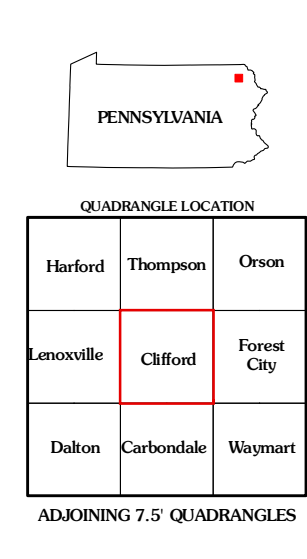 PENNSYLVANIA
QUADRANGLE LOCATION
Harford Thompson Orson
Lenoxville Clifford Forest
City
Dalton Carbondale Waymart
ADJOINING 7.5' QUADRANGLES